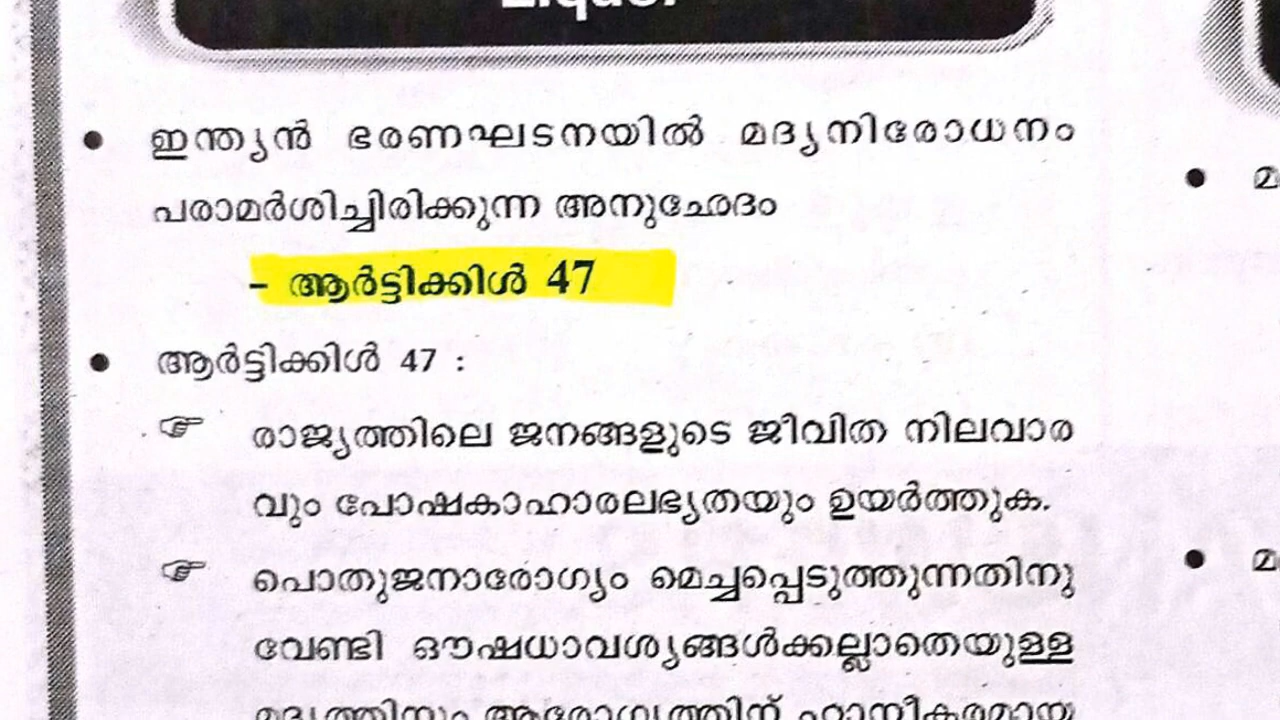 ഇന്ത്യൻ ഭരണഘടനയിൽ മദ്യനിരോധനം
പരാമർശിച്ചിരിക്കുന്ന അനുഛേദം
– ആർട്ടിക്കിൾ 47
ആർട്ടിക്കിൾ 47 :
രാജ്യത്തിലെ ജനങ്ങളുടെ ജീവിത നിലവാര
വും പോഷകാഹാരലഭ്യതയും ഉയർത്തുക.
പൊതുജനാരോഗ്യം മെച്ചപ്പെടുത്തുന്നതിനു
വേണ്ടി ഔഷധാവശ്യങ്ങൾക്കല്ലാതെയുള്ള